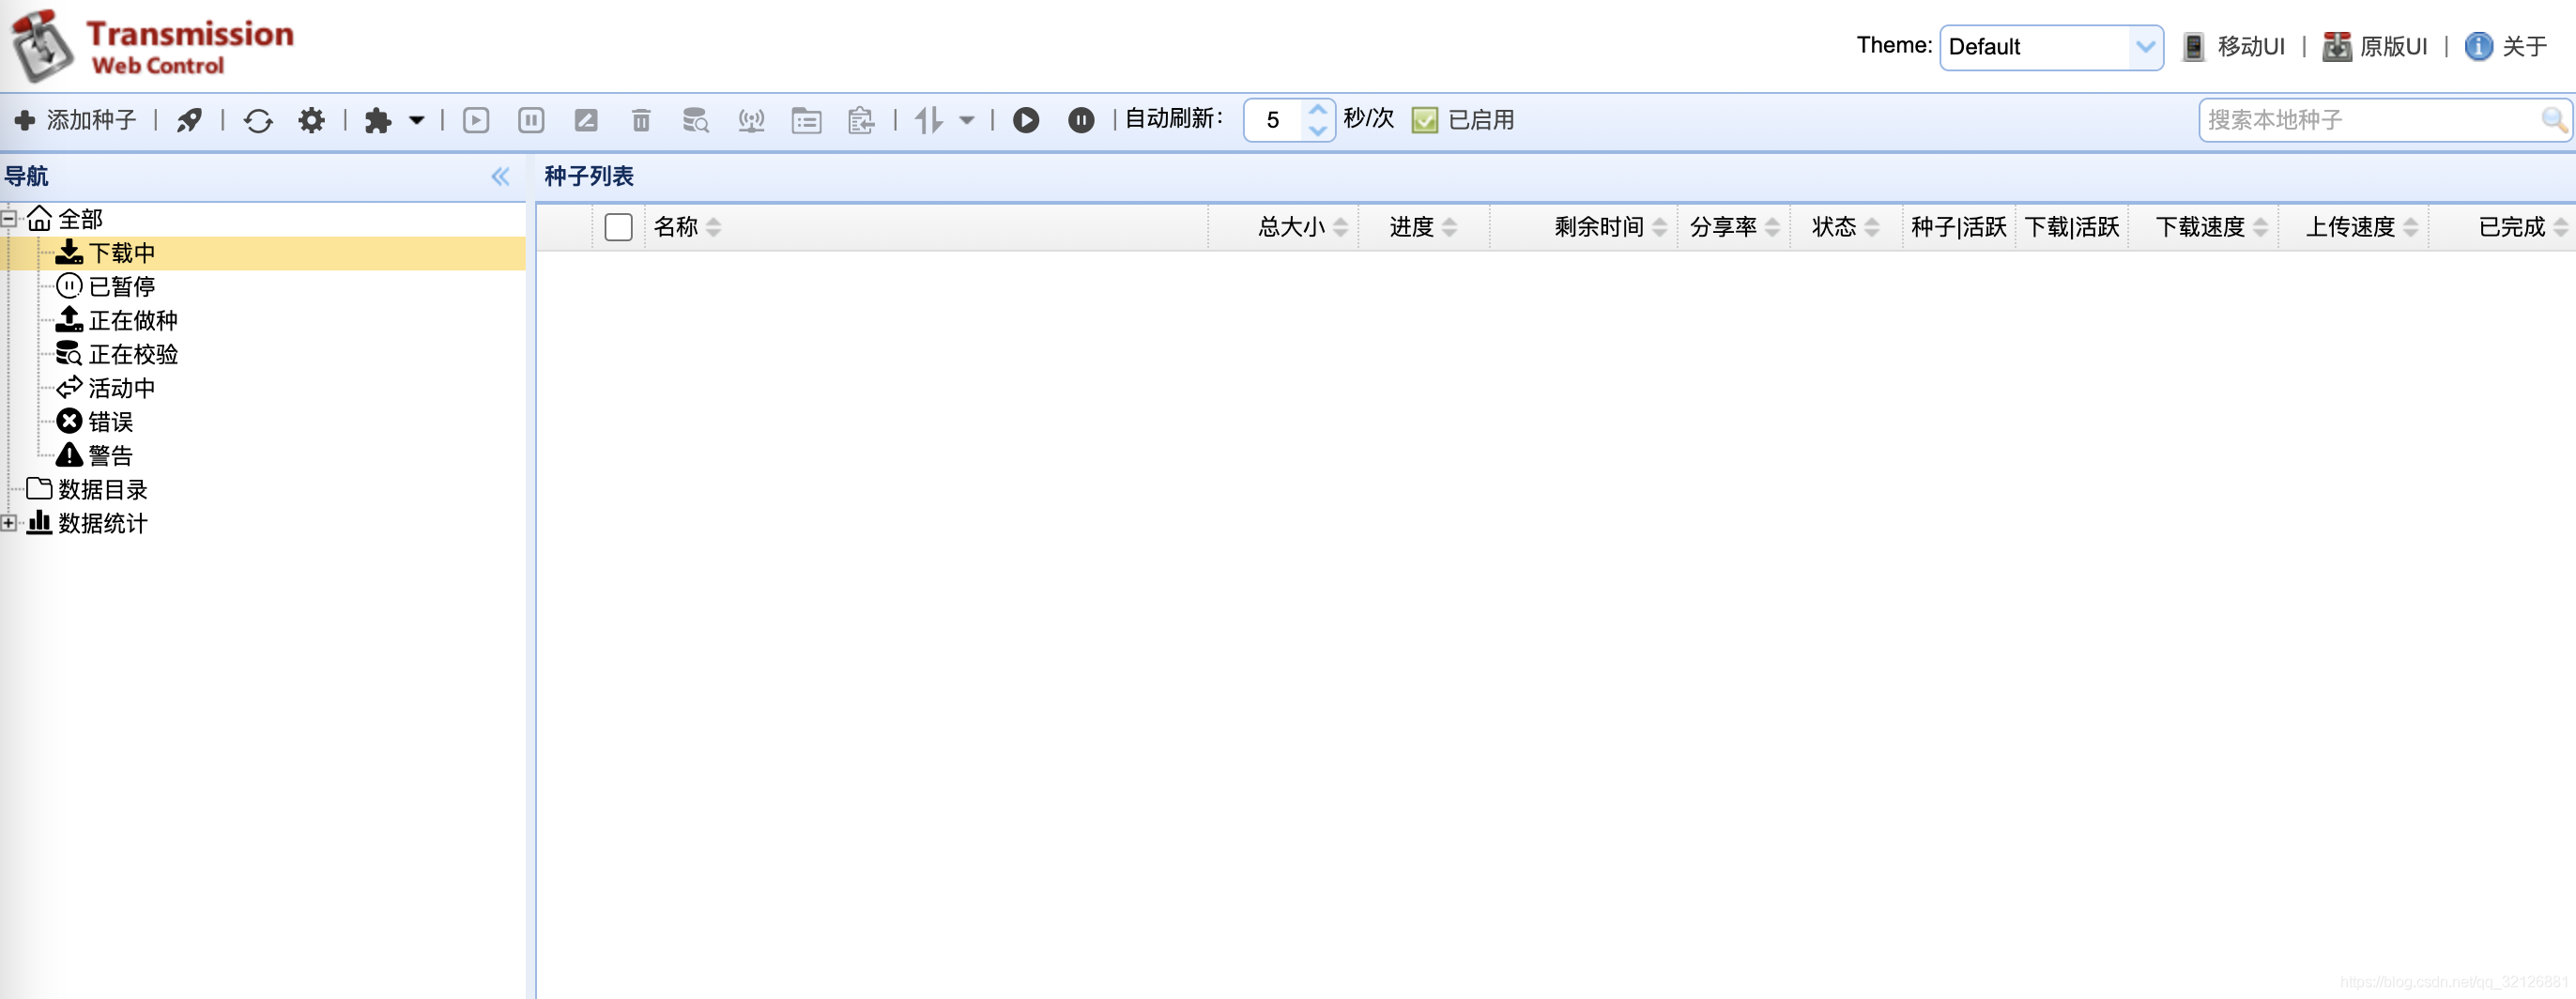 Transmission
Web Control
Theme: Default 移动UI | 原版UI | 关于
添加种子 | | | | | | 自动刷新: 5 秒/次 已启用 搜索本地种子
导航 种子列表
名称 总大小 进度 剩余时间 分享率 状态 种子|活跃 下载|活跃 下载速度 上传速度 已完成
全部
下载中
已暂停
正在做种
正在校验
活动中
错误
警告
数据目录
数据统计
https://blog.csdn.net/qq_32126881